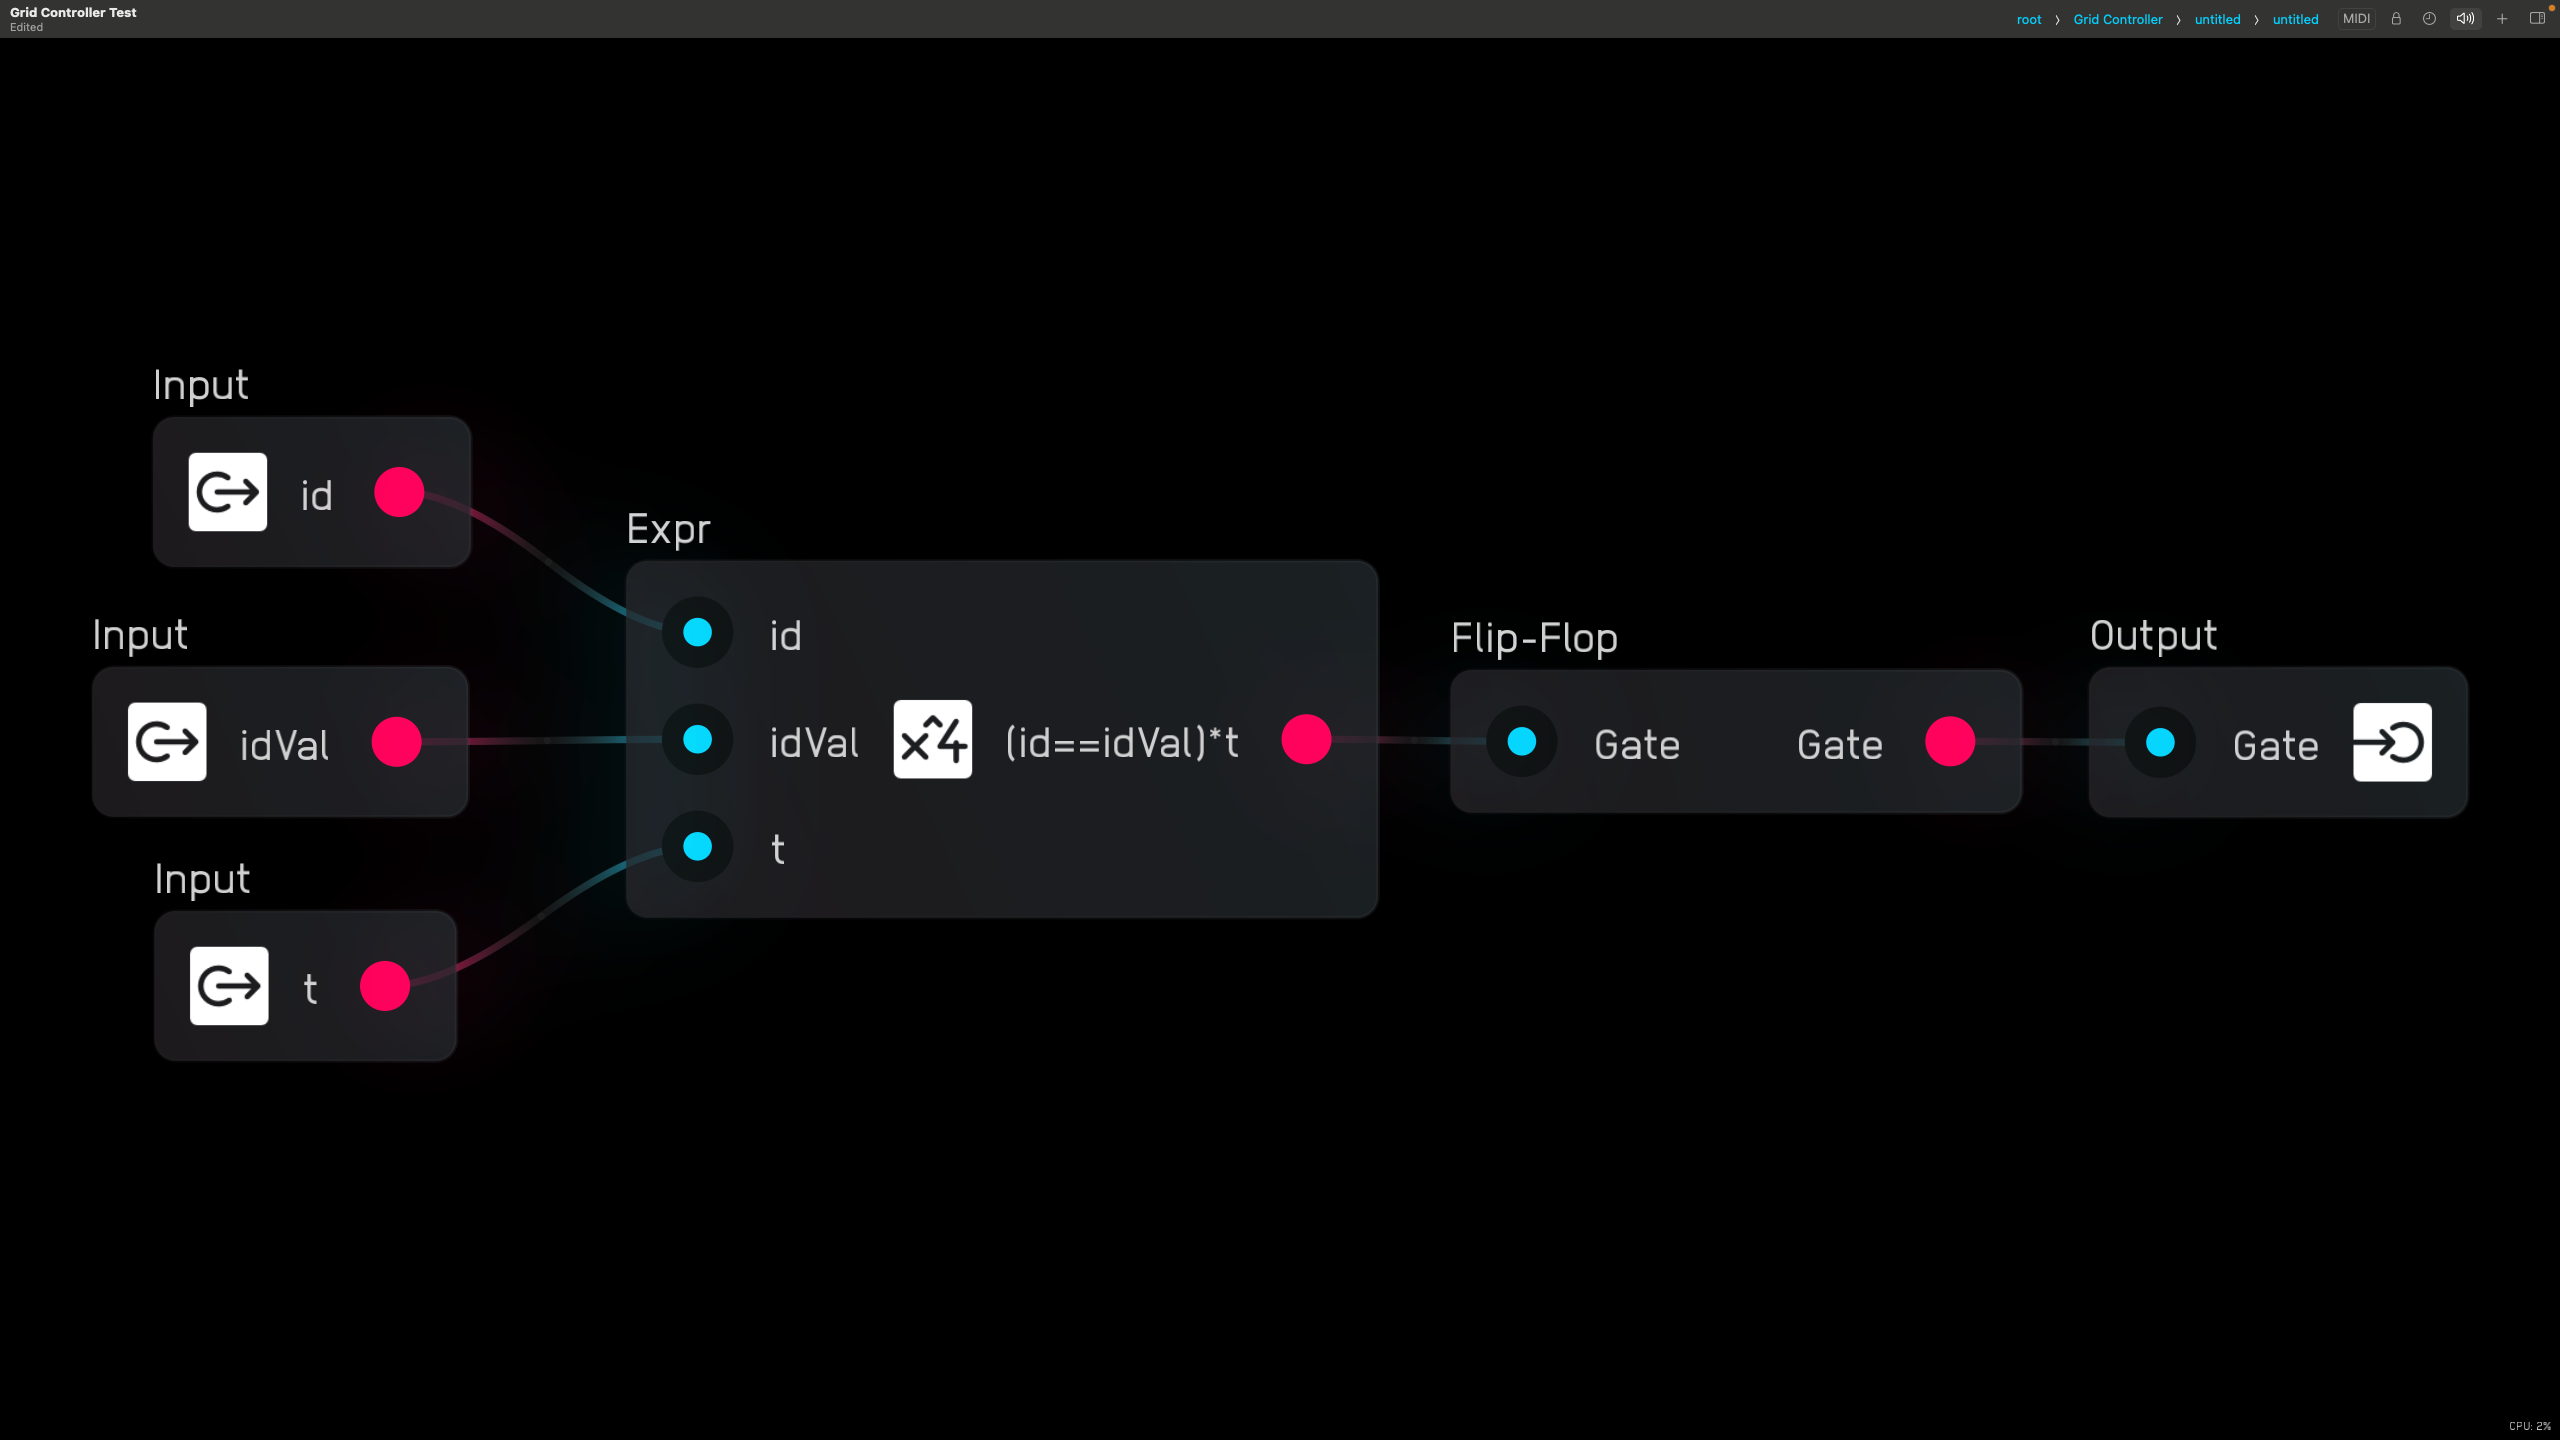 Grid Controller Test
Edited
root › Grid Controller › untitled › untitled MIDI
Input
id
Input
idVal
Input
t
Expr
id
idVal (id==idVal)*t
t
Flip-Flop
Gate Gate
Output
Gate
CPU: 2%